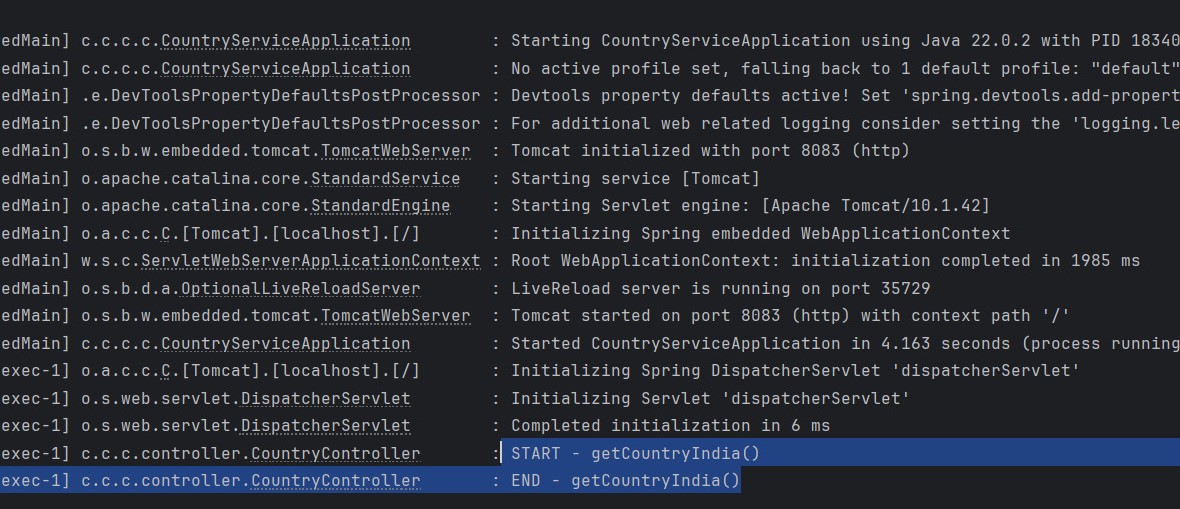 edMain] c.c.c.c.CountryServiceApplication : Starting CountryServiceApplication using Java 22.0.2 with PID 18340
edMain] c.c.c.c.CountryServiceApplication : No active profile set, falling back to 1 default profile: "default"
edMain] .e.DevToolsPropertyDefaultsPostProcessor : Devtools property defaults active! Set 'spring.devtools.add-propert
edMain] .e.DevToolsPropertyDefaultsPostProcessor : For additional web related logging consider setting the 'logging.le
edMain] o.s.b.w.embedded.tomcat.TomcatWebServer : Tomcat initialized with port 8083 (http)
edMain] o.apache.catalina.core.StandardService : Starting service [Tomcat]
edMain] o.apache.catalina.core.StandardEngine : Starting Servlet engine: [Apache Tomcat/10.1.42]
edMain] o.a.c.c.C.[Tomcat].[localhost].[/] : Initializing Spring embedded WebApplicationContext
edMain] w.s.c.ServletWebServerApplicationContext : Root WebApplicationContext: initialization completed in 1985 ms
edMain] o.s.b.d.a.OptionalLiveReloadServer : LiveReload server is running on port 35729
edMain] o.s.b.w.embedded.tomcat.TomcatWebServer : Tomcat started on port 8083 (http) with context path '/'
edMain] c.c.c.c.CountryServiceApplication : Started CountryServiceApplication in 4.163 seconds (process running
exec-1] o.a.c.c.C.[Tomcat].[localhost].[/] : Initializing Spring DispatcherServlet 'dispatcherServlet'
exec-1] o.s.web.servlet.DispatcherServlet : Initializing Servlet 'dispatcherServlet'
exec-1] o.s.web.servlet.DispatcherServlet : Completed initialization in 6 ms
exec-1] c.c.c.controller.CountryController : START - getCountryIndia()
exec-1] c.c.c.controller.CountryController : END - getCountryIndia()